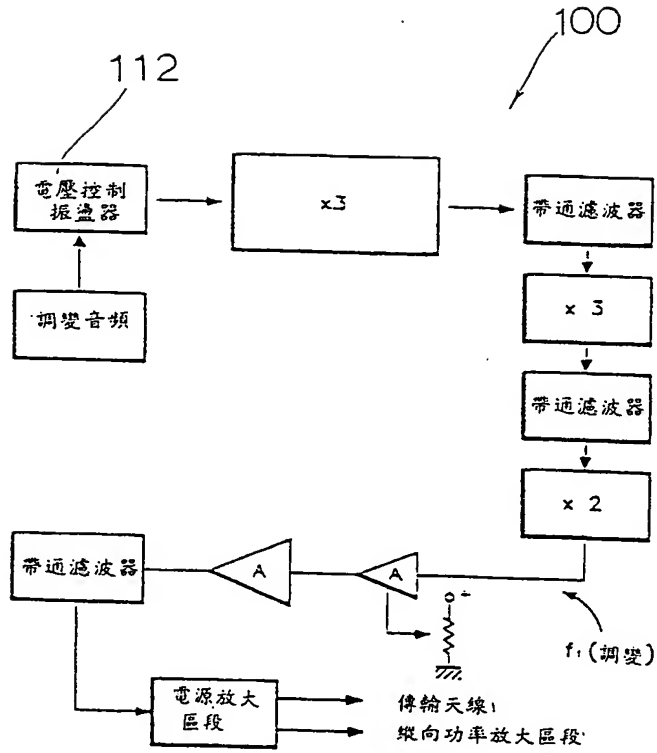 100
112
電壓控制
振盪器
x3
帶通濾波器
調變音頻
x 3
帶通濾波器
x 2
帶通濾波器
A
A
+
f₁(調變)
電源放大
區段
傳輸天線1
縱向功率放大區段